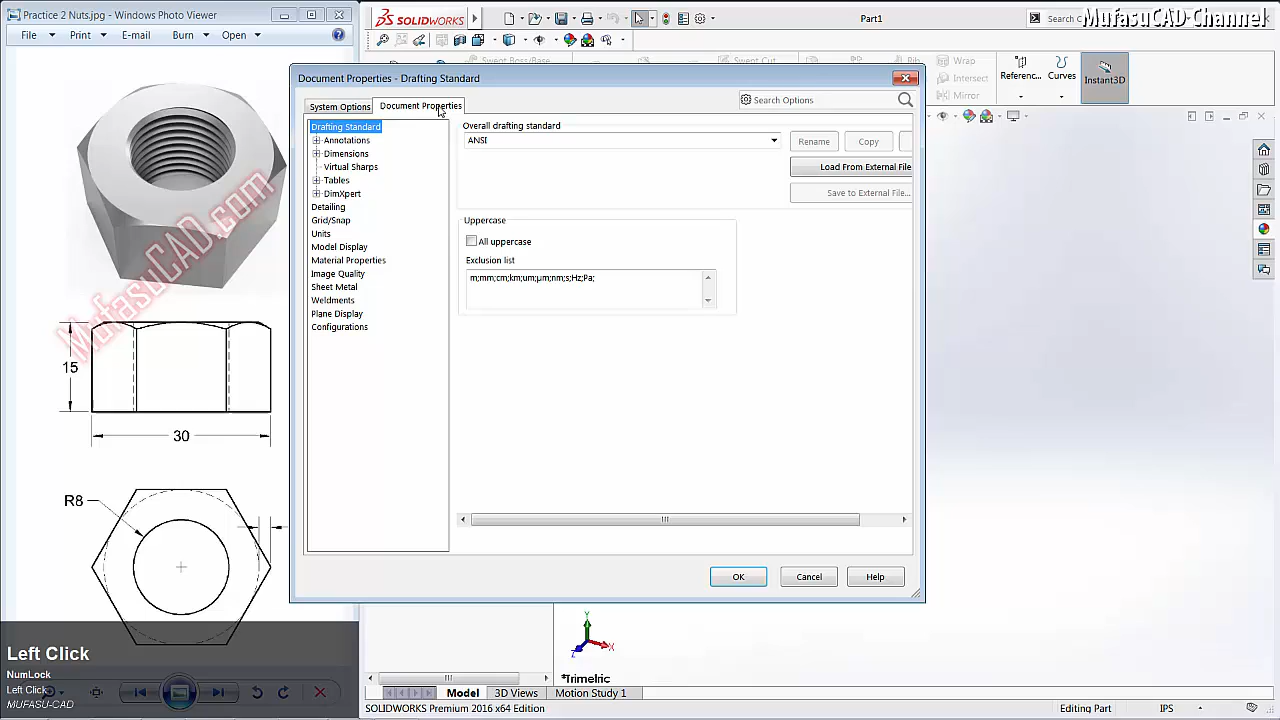 Practice 2 Nuts.jpg - Windows Photo Viewer
File Print E-mail Burn Open
SOLIDWORKS
Part1
MufasuCAD Channel
Swept Boss/Base
Swept Cut
Rib
Wrap
Intersect
Mirror
Referenc...
Curves
Instant3D
Document Properties - Drafting Standard
System Options
Document Properties
Search Options
Drafting Standard
Annotations
Dimensions
Virtual Sharps
Tables
DimXpert
Detailing
Grid/Snap
Units
Model Display
Material Properties
Image Quality
Sheet Metal
Weldments
Plane Display
Configurations
Overall drafting standard
ANSI
Rename
Copy
Load From External File
Save to External File...
Uppercase
All uppercase
Exclusion list
m;mm;cm;km;um;µm;nm;s;Hz;Pa;
OK
Cancel
Help
MufasuCAD.com
15
30
R8
Left Click
NumLock
Left Click
MUFASU-CAD
Y
X
Z
*Trimetric
Model
3D Views
Motion Study 1
SOLIDWORKS Premium 2016 x64 Edition
Editing Part
IPS